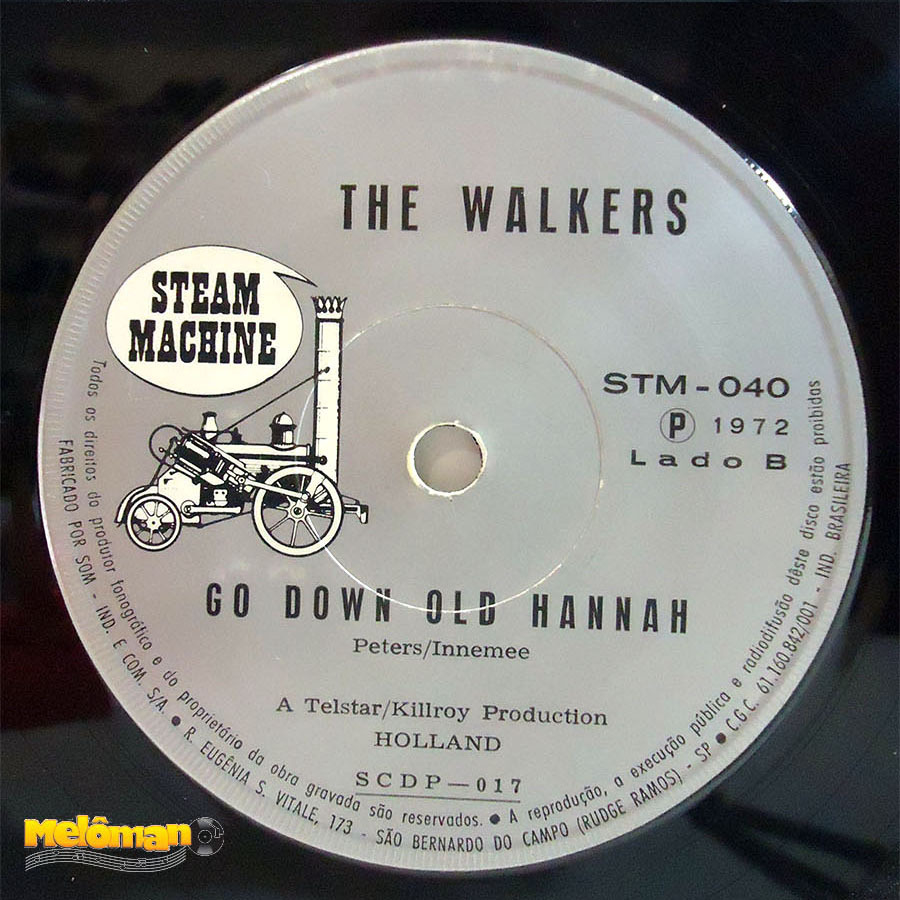 THE WALKERS
STEAM
MACHINE
STM-040
Ⓟ 1972
Lado B
GO DOWN OLD HANNAH
Peters/Innemee
A Telstar/Killroy Production
HOLLAND
SCDP-017
Todos os direitos do produtor fonográfico e do proprietário da obra gravada são reservados. ● A reprodução, a execução pública e radiodifusão dêste disco estão proibidas
FABRICADO POR SOM - IND. E COM. S/A. ● R. EUGÊNIA S. VITALE, 173 - SÃO BERNARDO DO CAMPO (RUDGE RAMOS) - SP ● C.G.C. 61.160.842/001 - IND. BRASILEIRA
Melômano